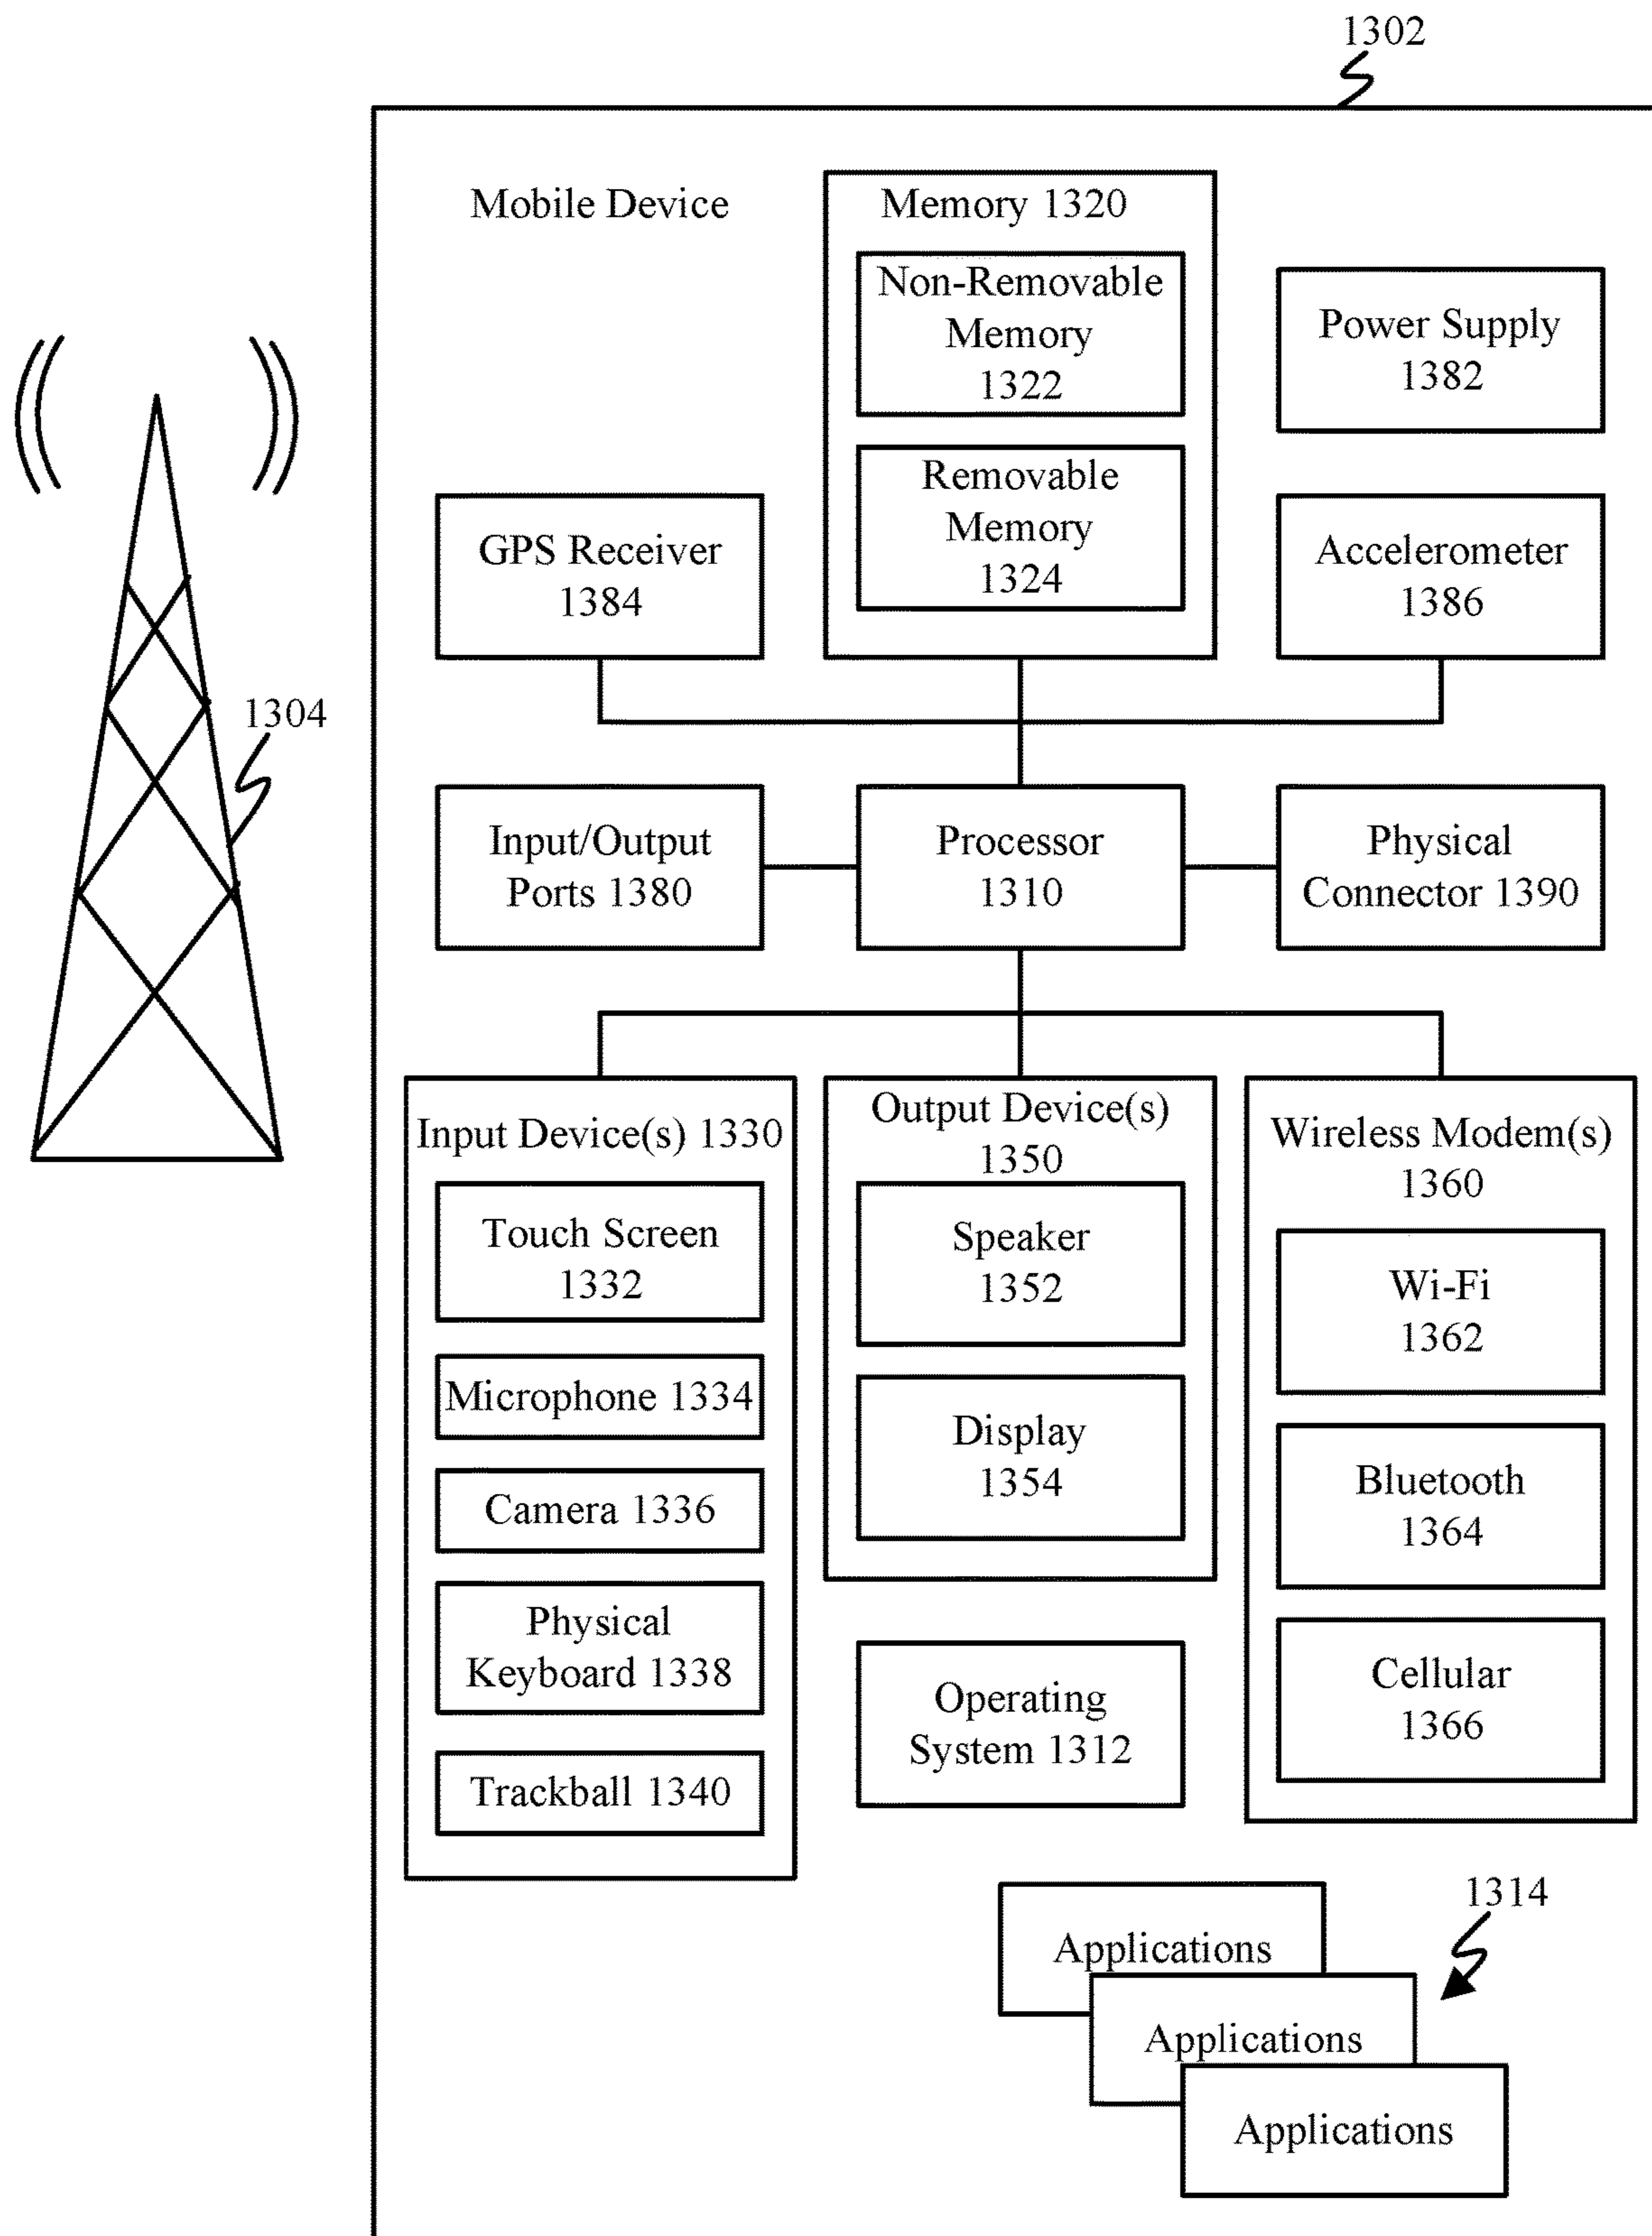 1302
Mobile Device
Memory 1320
Non-Removable
Memory
1322
Power Supply
1382
Removable
Memory
1324
GPS Receiver
1384
Accelerometer
1386
1304
Input/Output
Ports 1380
Processor
1310
Physical
Connector 1390
Input Device(s) 1330
Touch Screen
1332
Microphone 1334
Camera 1336
Physical
Keyboard 1338
Trackball 1340
Output Device(s)
1350
Speaker
1352
Display
1354
Operating
System 1312
Wireless Modem(s)
1360
Wi-Fi
1362
Bluetooth
1364
Cellular
1366
1314
Applications
Applications
Applications